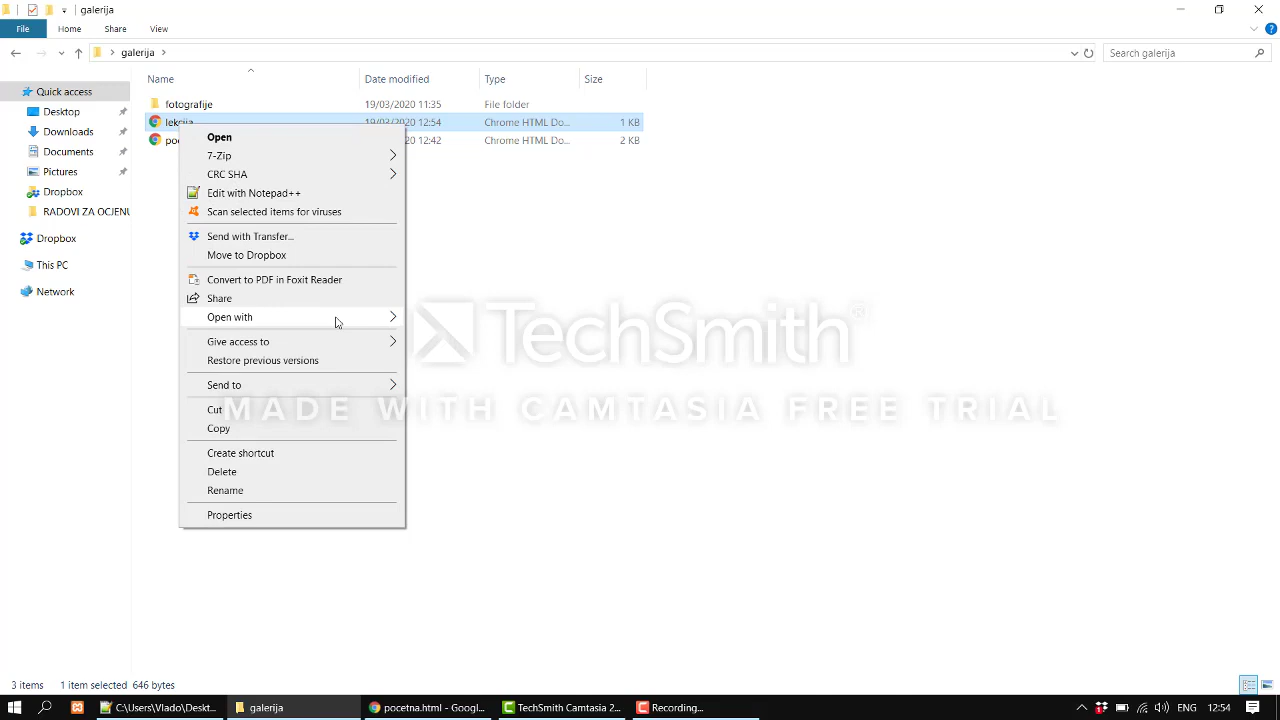 galerija
File Home Share View
galerija
Search galerija
Name Date modified Type Size
fotografije 19/03/2020 11:35 File folder
lekcija 19/03/2020 12:54 Chrome HTML Do... 1 KB
12:42 Chrome HTML Do... 2 KB
Quick access
Desktop
Downloads
Documents
Pictures
Dropbox
RADOVI ZA OCJENU
Dropbox
This PC
Network
Open
7-Zip
CRC SHA
Edit with Notepad++
Scan selected items for viruses
Send with Transfer...
Move to Dropbox
Convert to PDF in Foxit Reader
Share
Open with
Give access to
Restore previous versions
Send to
Cut
Copy
Create shortcut
Delete
Rename
Properties
TechSmith®
MADE WITH CAMTASIA FREE TRIAL
3 items 1 item selected 646 bytes
C:\Users\Vlado\Deskt...
galerija
pocetna.html - Googl...
TechSmith Camtasia 2...
Recording...
ENG 12:54